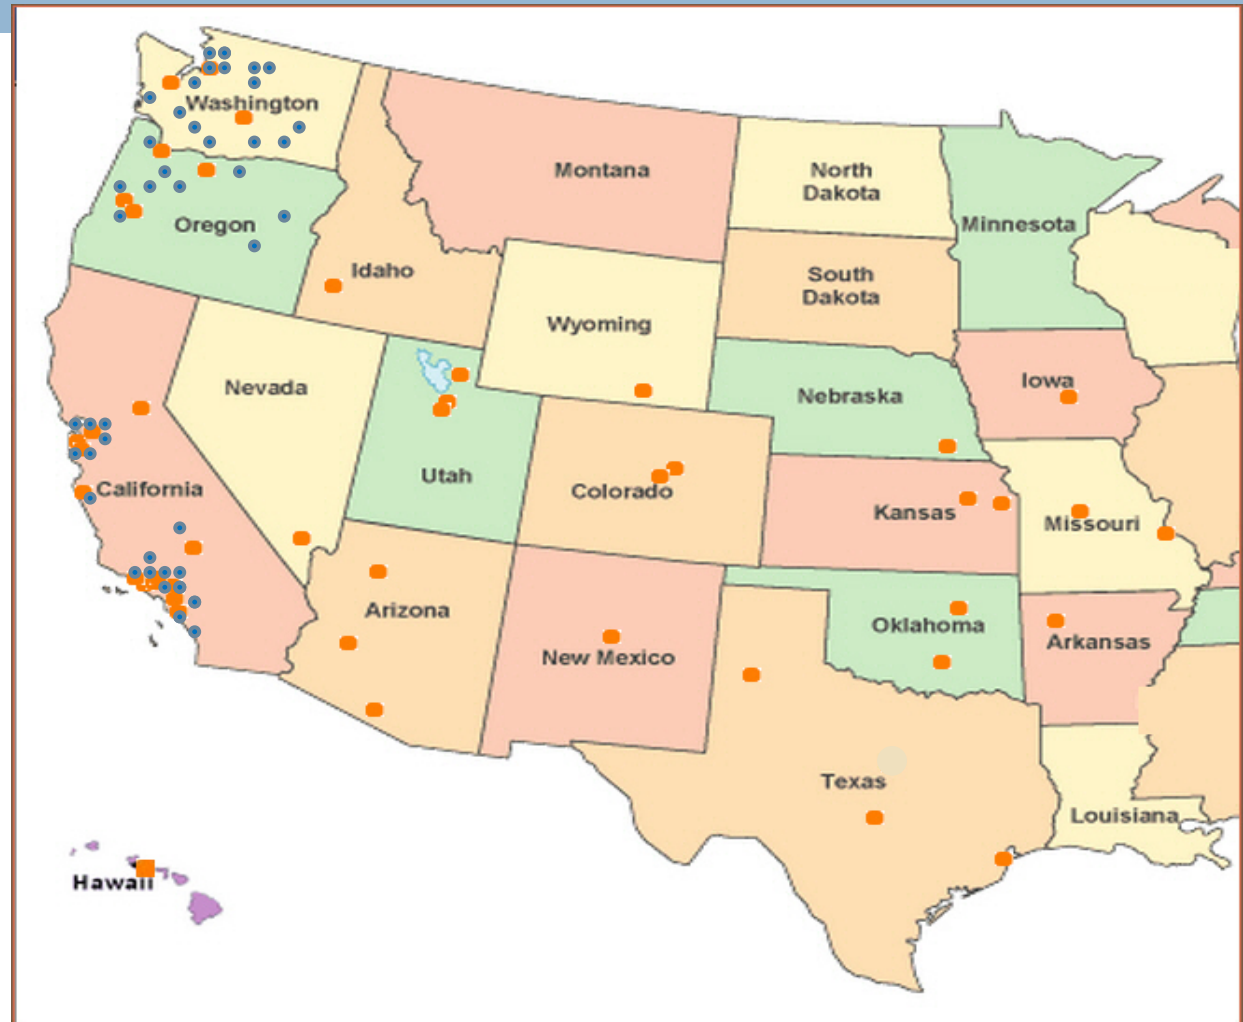 Washington
Montana
North
Dakota
Minnesota
Oregon
Idaho
South
Dakota
Wyoming
Nevada
Nebraska
Iowa
Utah
California
Colorado
Kansas
Missouri
Arizona
New Mexico
Oklahoma
Arkansas
Texas
Louisiana
Hawaii